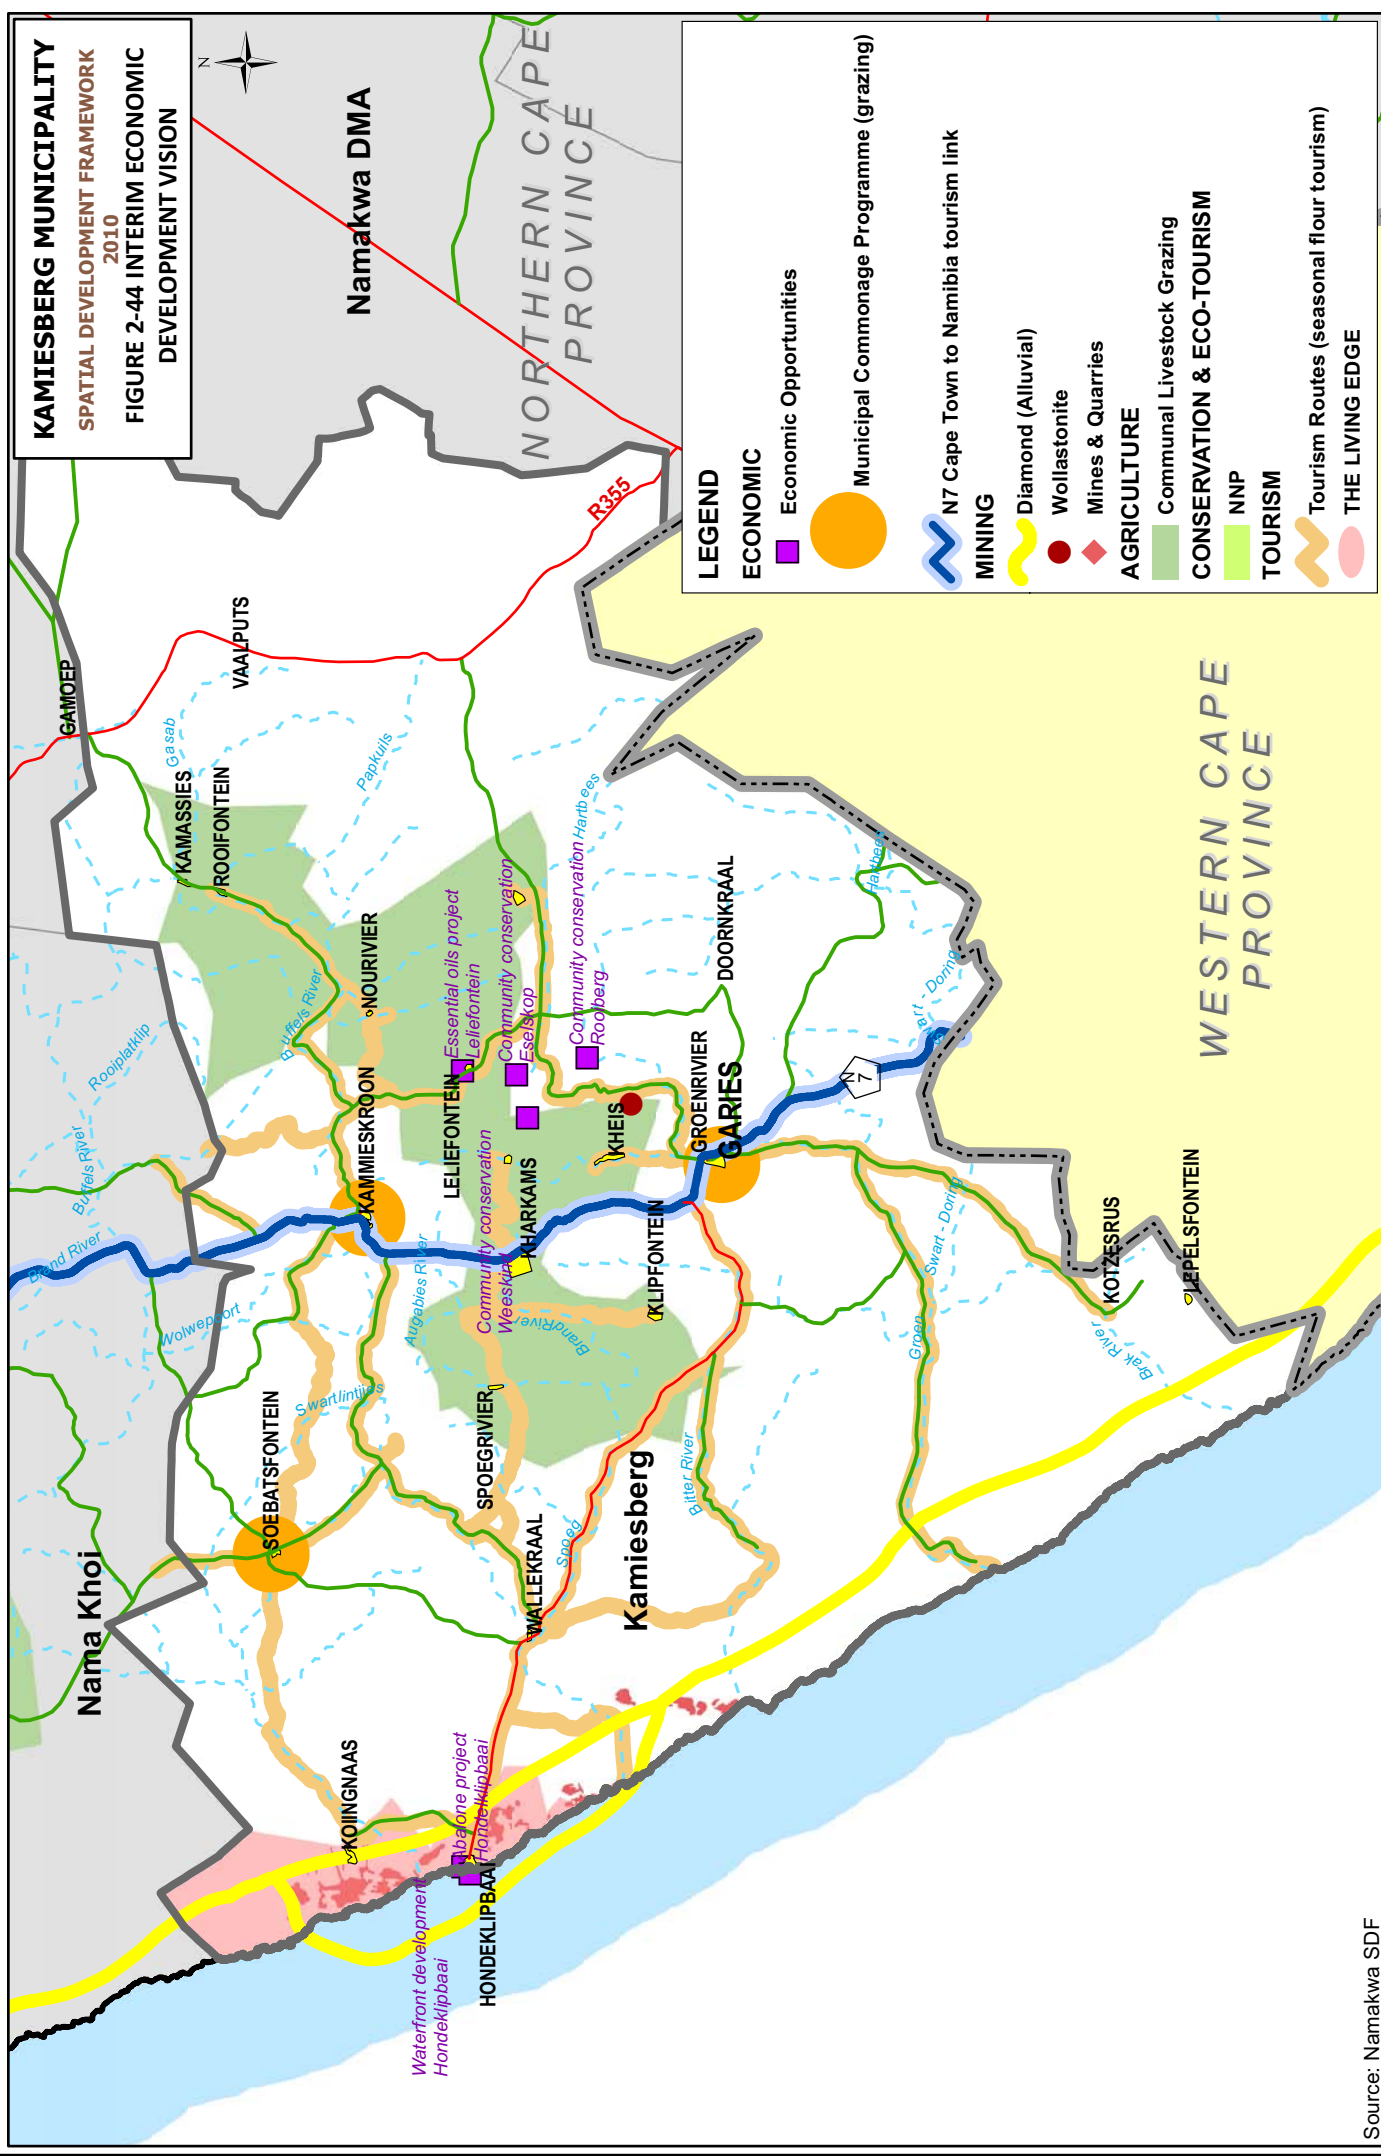 KAMIESBERG MUNICIPALITY
SPATIAL DEVELOPMENT FRAMEWORK
2010
FIGURE 2-44 INTERIM ECONOMIC
DEVELOPMENT VISION
N
Namakwa DMA
NORTHERN CAPE
PROVINCE
R355
GAMOEP
VAALPUTS
Gasab
Papkuils
KAMASSIES
ROOIFONTEIN
NOURIVIER
Buffels River
Rooiplatklip
Buffels River
Brand River
KAMMIESKROON
Essential oils project
Leliefontein
LELIEFONTEIN
Community conservation
Eselskop
Community conservation
Rooiberg
Hartbees
Hartbees
DOORNKRAAL
Community conservation
Weeskind
KHARKAMS
KHEIS
GROENRIVIER
GARIES
N
7
Swart - Doring
Swart - Doring
Augabies River
Brand River
KLIPFONTEIN
Wolwepoort
Swartlintjies
SOEBATSFONTEIN
SPOEGRIVIER
WALLEKRAAL
Spoeg
Kamiesberg
Bitter River
Groen
KOTZESRUS
LEPELSFONTEIN
Brak River
Nama Khoi
KOIINGNAAS
Abalone project
Hondelklipbaai
HONDEKLIPBAAI
Waterfront development
Hondeklipbaai
WESTERN CAPE
PROVINCE
LEGEND
ECONOMIC
Economic Opportunities
Municipal Commonage Programme (grazing)
N7 Cape Town to Namibia tourism link
MINING
Diamond (Alluvial)
Wollastonite
Mines & Quarries
AGRICULTURE
Communal Livestock Grazing
CONSERVATION & ECO-TOURISM
NNP
TOURISM
Tourism Routes (seasonal flour tourism)
THE LIVING EDGE
Source: Namakwa SDF